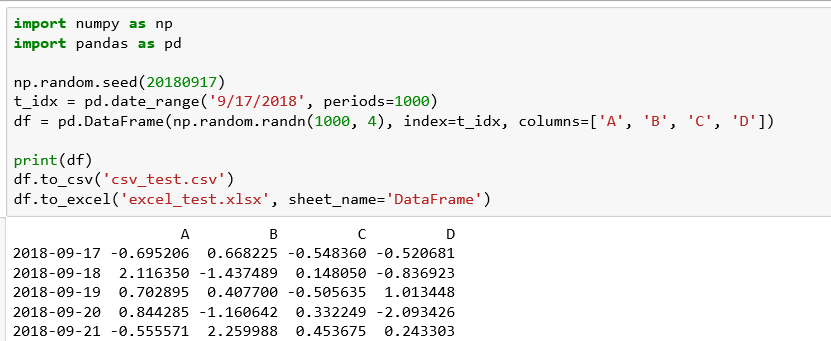 import numpy as np
import pandas as pd
np.random.seed(20180917)
t_idx = pd.date_range('9/17/2018', periods=1000)
df = pd.DataFrame(np.random.randn(1000, 4), index=t_idx, columns=['A', 'B', 'C', 'D'])
print(df)
df.to_csv('csv_test.csv')
df.to_excel('excel_test.xlsx', sheet_name='DataFrame')
A B C D
2018-09-17 -0.695206 0.668225 -0.548360 -0.520681
2018-09-18 2.116350 -1.437489 0.148050 -0.836923
2018-09-19 0.702895 0.407700 -0.505635 1.013448
2018-09-20 0.844285 -1.160642 0.332249 -2.093426
2018-09-21 -0.555571 2.259988 0.453675 0.243303